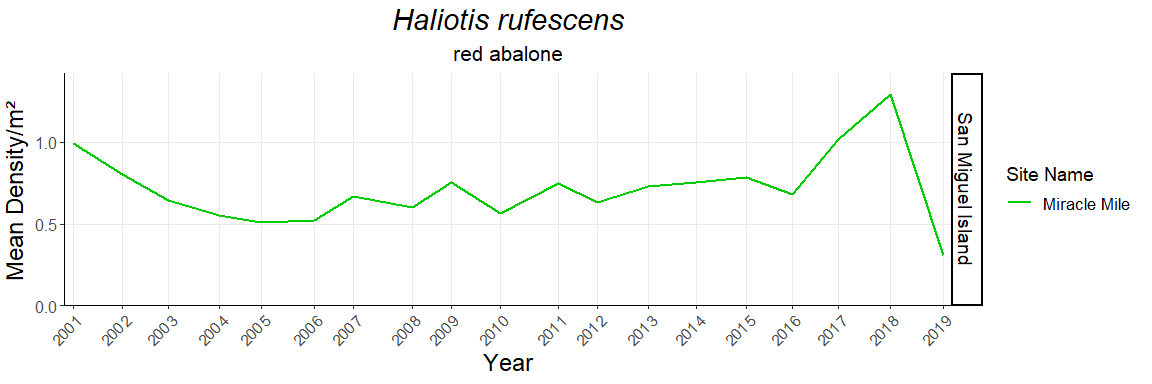 Haliotis rufescens
red abalone
Mean Density/m²
1.0
0.5
0.0
2001 2002 2003 2004 2005 2006 2007 2008 2009 2010 2011 2012 2013 2014 2015 2016 2017 2018 2019
Year
San Miguel Island
Site Name
Miracle Mile